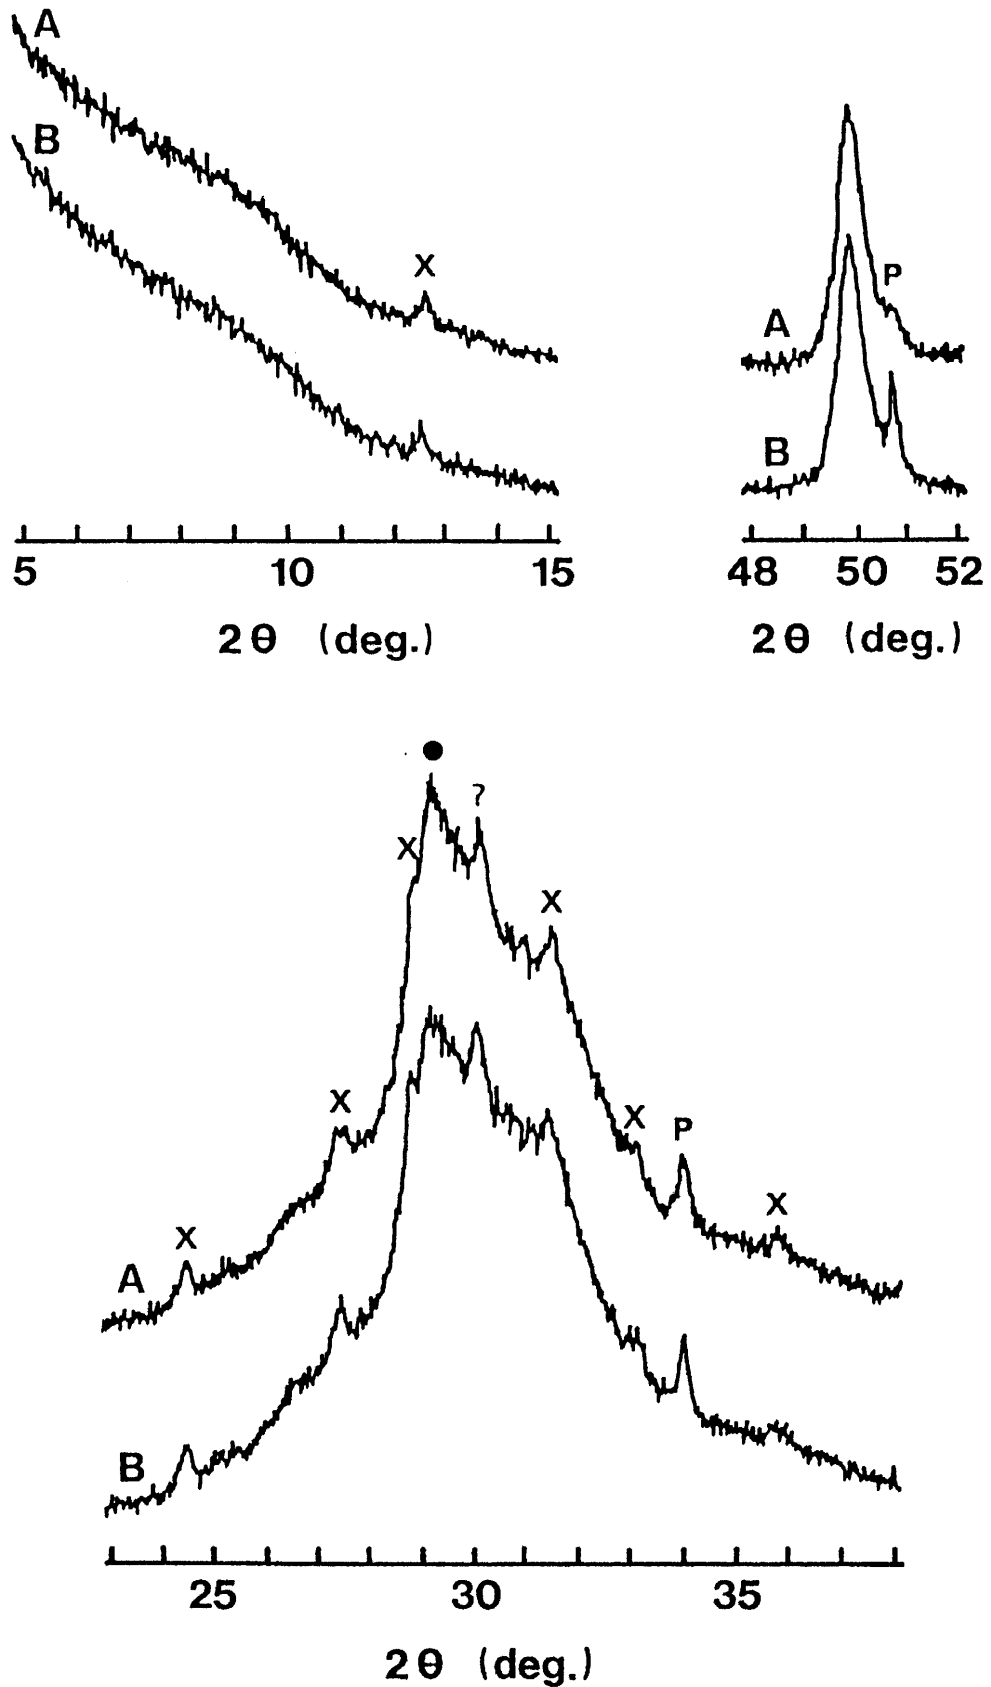 A
B
X
P
A
B
5 10 15
48 50 52
2θ (deg.) 2θ (deg.)
●
?
X
X
X
X
P
X
X
A
B
25 30 35
2θ (deg.)